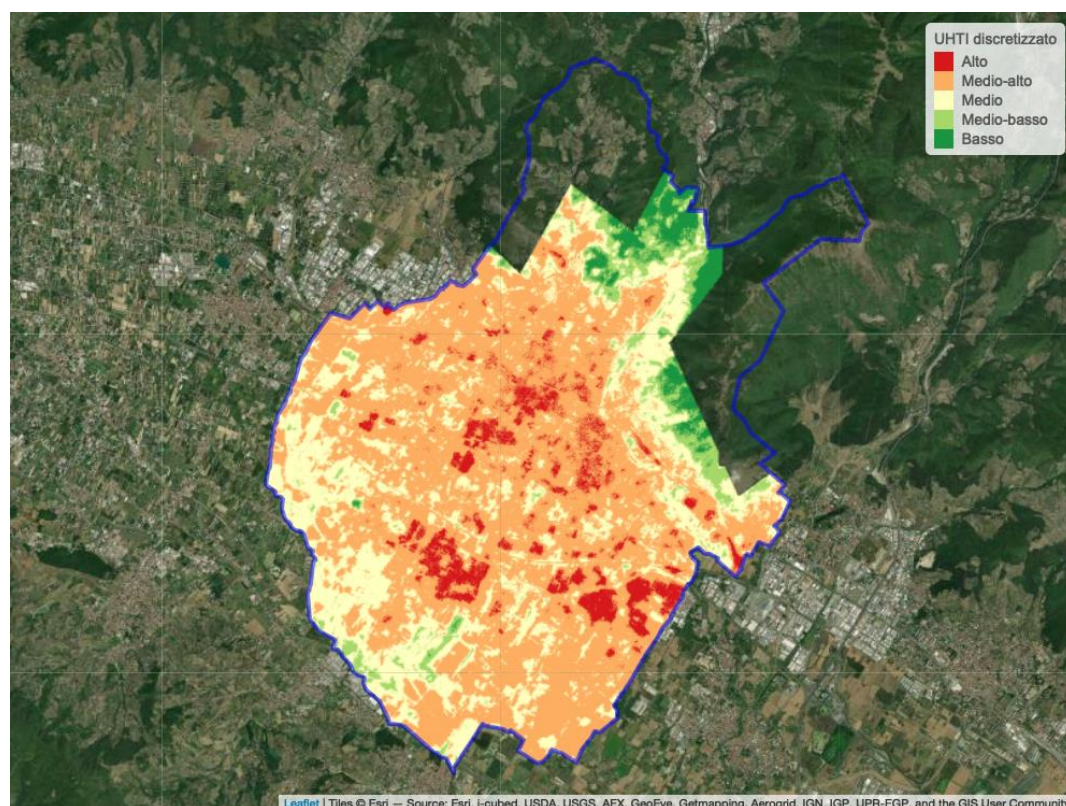 UHTI discretizzato
Alto
Medio-alto
Medio
Medio-basso
Basso
Leaflet | Tiles © Esri — Source: Esri, i-cubed, USDA, USGS, AEX, GeoEye, Getmapping, Aerogrid, IGN, IGP, UPR-EGP, and the GIS User Community